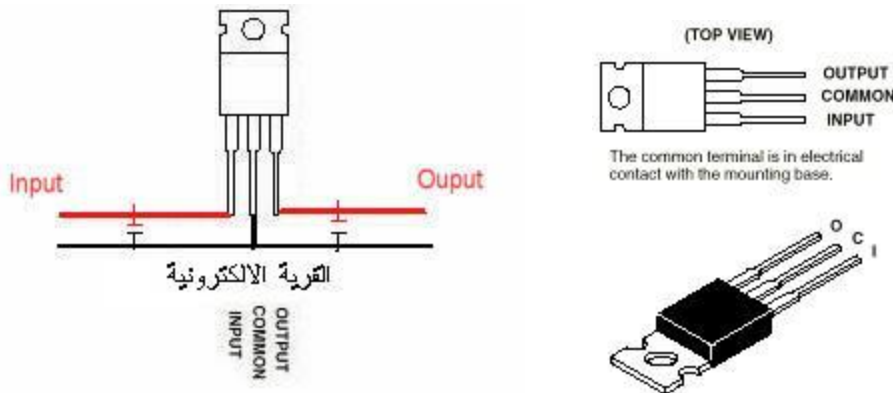 Input
Ouput
القرية الالكترونية
INPUT
COMMON
OUTPUT
(TOP VIEW)
OUTPUT
COMMON
INPUT
The common terminal is in electrical
contact with the mounting base.
O
C
I